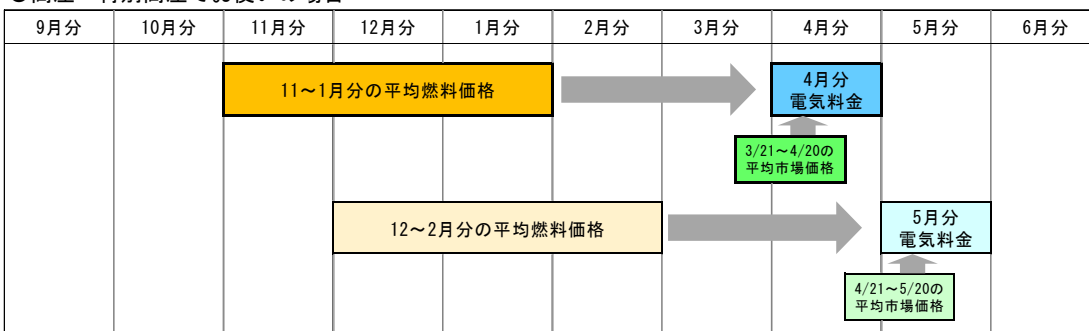 9月分 10月分 11月分 12月分 1月分 2月分 3月分 4月分 5月分 6月分
11～1月分の平均燃料価格
4月分
電気料金
3/21～4/20の
平均市場価格
12～2月分の平均燃料価格
5月分
電気料金
4/21～5/20の
平均市場価格